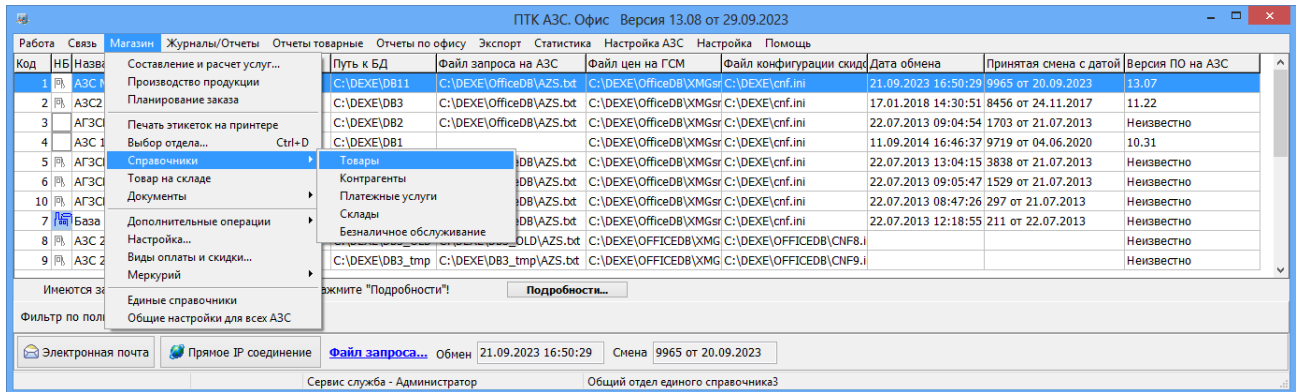 ПТК АЗС. Офис Версия 13.08 от 29.09.2023
Работа Связь Магазин Журналы/Отчеты Отчеты товарные Отчеты по офису Экспорт Статистика Настройка АЗС Настройка Помощь
Код НБ Назва Путь к БД Файл запроса на АЗС Файл цен на ГСМ Файл конфигурации скидо Дата обмена Принятая смена с датой Версия ПО на АЗС
1 АЗС Составление и расчет услуг... C:\DEXE\DB11 C:\DEXE\OfficeDB\AZS.txt C:\DEXE\OfficeDB\XMGsm C:\DEXE\cnf.ini 21.09.2023 16:50:29 9965 от 20.09.2023 13.07
Производство продукции
2 АЗС2 Планирование заказа C:\DEXE\DB3 C:\DEXE\OfficeDB\AZS.txt C:\DEXE\OfficeDB\XMGsm C:\DEXE\cnf.ini 17.01.2018 14:30:51 8456 от 24.11.2017 11.22
3 АГЗС Печать этикеток на принтере C:\DEXE\DB2 C:\DEXE\OfficeDB\AZS.txt C:\DEXE\OfficeDB\XMGsm C:\DEXE\cnf.ini 22.07.2013 09:04:54 1703 от 21.07.2013 Неизвестно
4 АЗС 1 Выбор отдела... Ctrl+D C:\DEXE\DB1 11.09.2014 16:46:37 9719 от 04.06.2020 10.31
5 АГЗС Справочники Товары DB\AZS.txt C:\DEXE\OfficeDB\XMGsm C:\DEXE\cnf.ini 22.07.2013 13:04:15 3838 от 21.07.2013 Неизвестно
6 АГЗС Товар на складе Контрагенты DB\AZS.txt C:\DEXE\OfficeDB\XMGsm C:\DEXE\cnf.ini 22.07.2013 09:05:47 1529 от 21.07.2013 Неизвестно
10 АГЗС Документы Платежные услуги DB\AZS.txt C:\DEXE\OfficeDB\XMGsm C:\DEXE\cnf.ini 22.07.2013 08:47:26 297 от 21.07.2013 Неизвестно
7 База Дополнительные операции Склады DB\AZS.txt C:\DEXE\OfficeDB\XMGsm C:\DEXE\cnf.ini 22.07.2013 12:18:55 211 от 22.07.2013 Неизвестно
8 АЗС 2 Настройка... Безналичное обслуживание _OLD\AZS.txt C:\DEXE\OFFICEDB\XMG C:\DEXE\OFFICEDB\CNF8.i Неизвестно
9 АЗС 2 Виды оплаты и скидки... C:\DEXE\DB3_tmp C:\DEXE\DB3_tmp\AZS.txt C:\DEXE\OFFICEDB\XMG C:\DEXE\OFFICEDB\CNF9.i Неизвестно
Меркурий
Имеются за Единые справочники ажмите "Подробности"! Подробности...
Фильтр по пол Общие настройки для всех АЗС
Электронная почта Прямое IP соединение Файл запроса... Обмен 21.09.2023 16:50:29 Смена 9965 от 20.09.2023
Сервис служба - Администратор Общий отдел единого справочника3